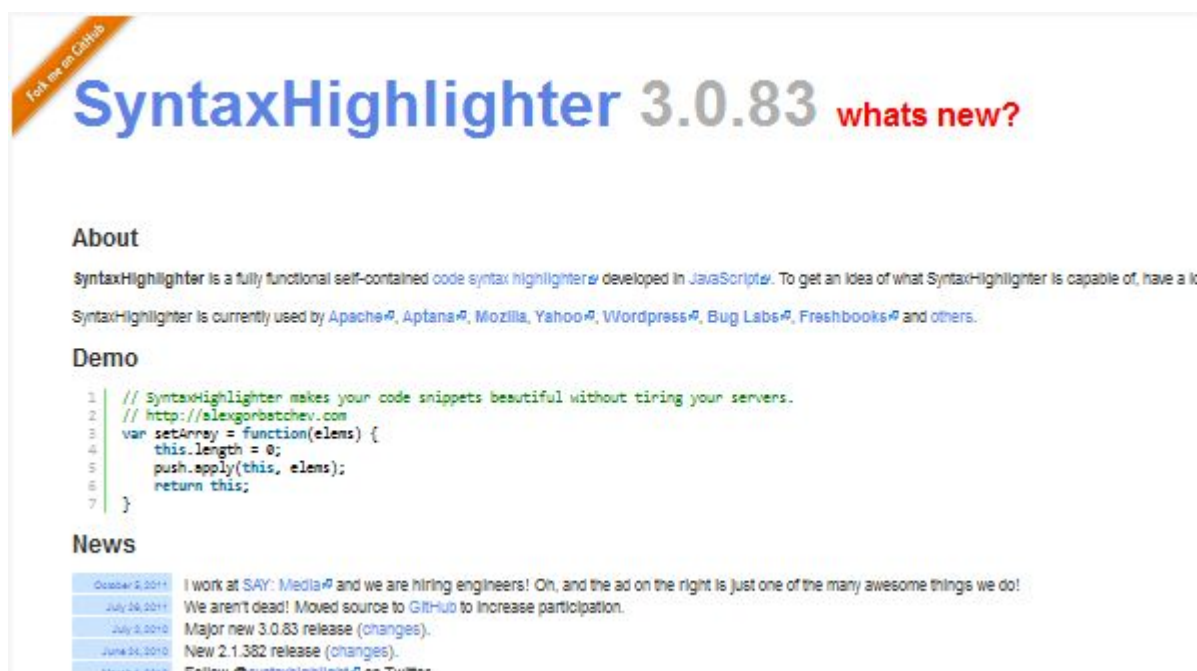 Fork me on GitHub
SyntaxHighlighter 3.0.83 whats new?
About
SyntaxHighlighter is a fully functional self-contained code syntax highlighter developed in JavaScript. To get an idea of what SyntaxHighlighter is capable of, have a lo
SyntaxHighlighter is currently used by Apache, Aptana, Mozilla, Yahoo, Wordpress, Bug Labs, Freshbooks and others.
Demo
1 // SyntaxHighlighter makes your code snippets beautiful without tiring your servers.
2 // http://alexgorbatchev.com
3 var setArray = function(elems) {
4     this.length = 0;
5     push.apply(this, elems);
6     return this;
7 }
News
October 5, 2011 I work at SAY: Media and we are hiring engineers! Oh, and the ad on the right is just one of the many awesome things we do!
July 26, 2011 We aren't dead! Moved source to GitHub to increase participation.
July 2, 2010 Major new 3.0.83 release (changes).
June 24, 2010 New 2.1.382 release (changes).
Follow @syntaxhighlight on Twitter